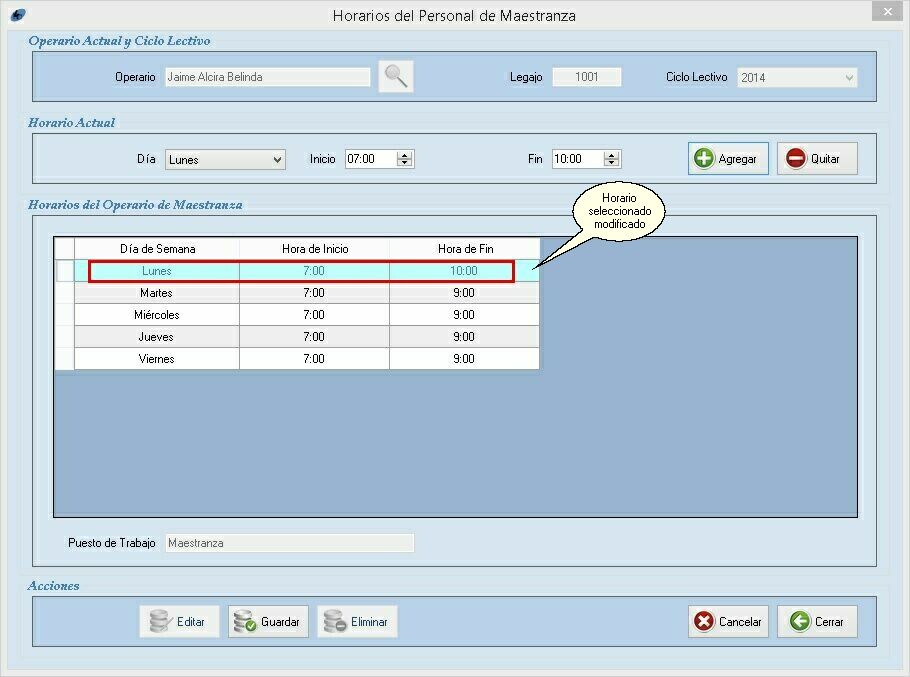 Horarios del Personal de Maestranza
Operario Actual y Ciclo Lectivo
Operario Jaime Alcira Belinda Legajo 1001 Ciclo Lectivo 2014
Horario Actual
Día Lunes Inicio 07:00 Fin 10:00 Agregar Quitar
Horarios del Operario de Maestranza
Horario
seleccionado
modificado
Día de Semana Hora de Inicio Hora de Fin
Lunes 7:00 10:00
Martes 7:00 9:00
Miércoles 7:00 9:00
Jueves 7:00 9:00
Viernes 7:00 9:00
Puesto de Trabajo Maestranza
Acciones
Editar Guardar Eliminar Cancelar Cerrar